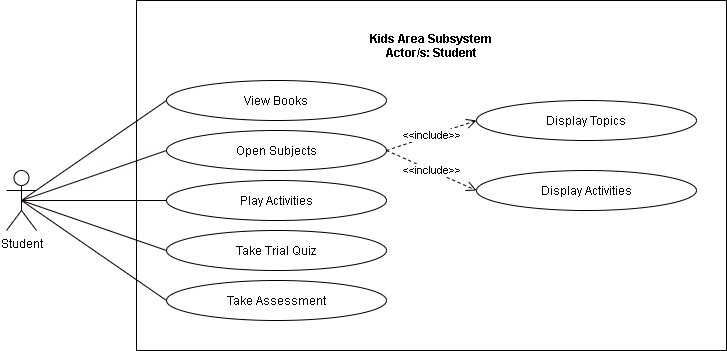 Kids Area Subsystem
Actor/s: Student
View Books
Open Subjects
<<include>>
Display Topics
<<include>>
Display Activities
Play Activities
Take Trial Quiz
Take Assessment
Student